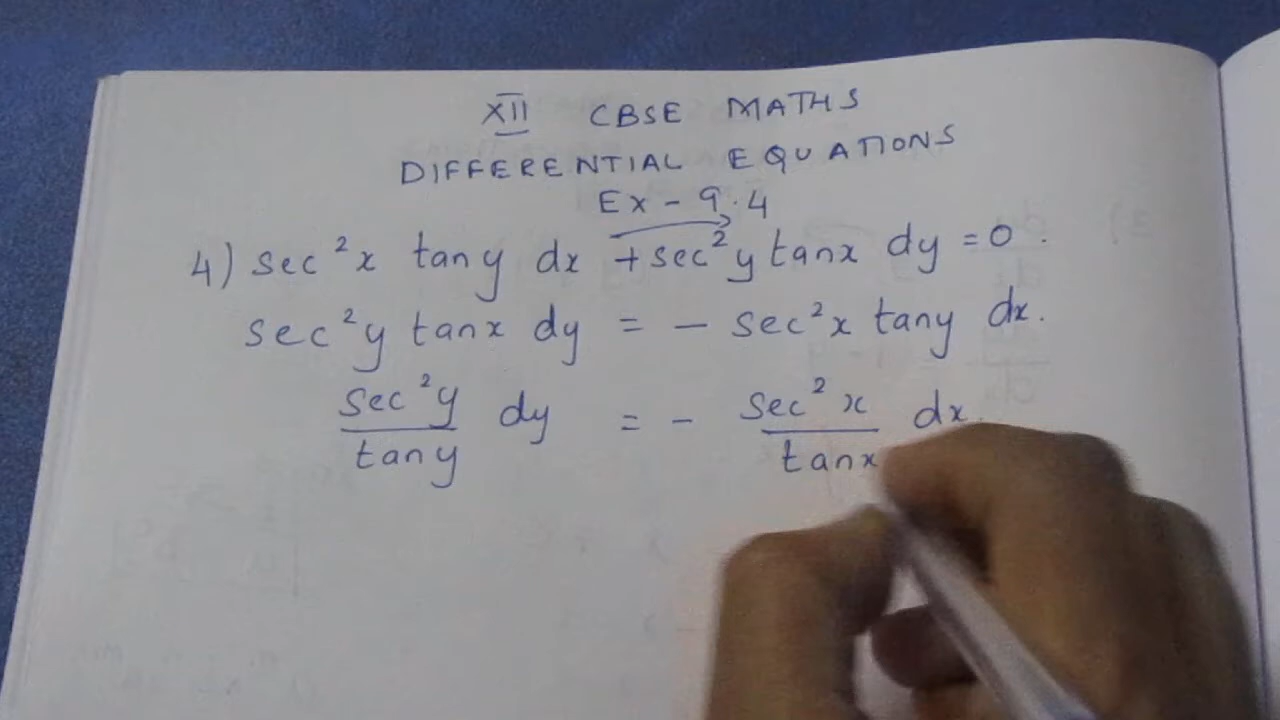 XII CBSE MATHS
DIFFERENTIAL EQUATIONS
Ex - 9.4
4) sec²x tany dx + sec²y tanx dy = 0.
sec²y tanx dy = - sec²x tany dx.
sec²y/tany dy = - sec²x/tanx dx